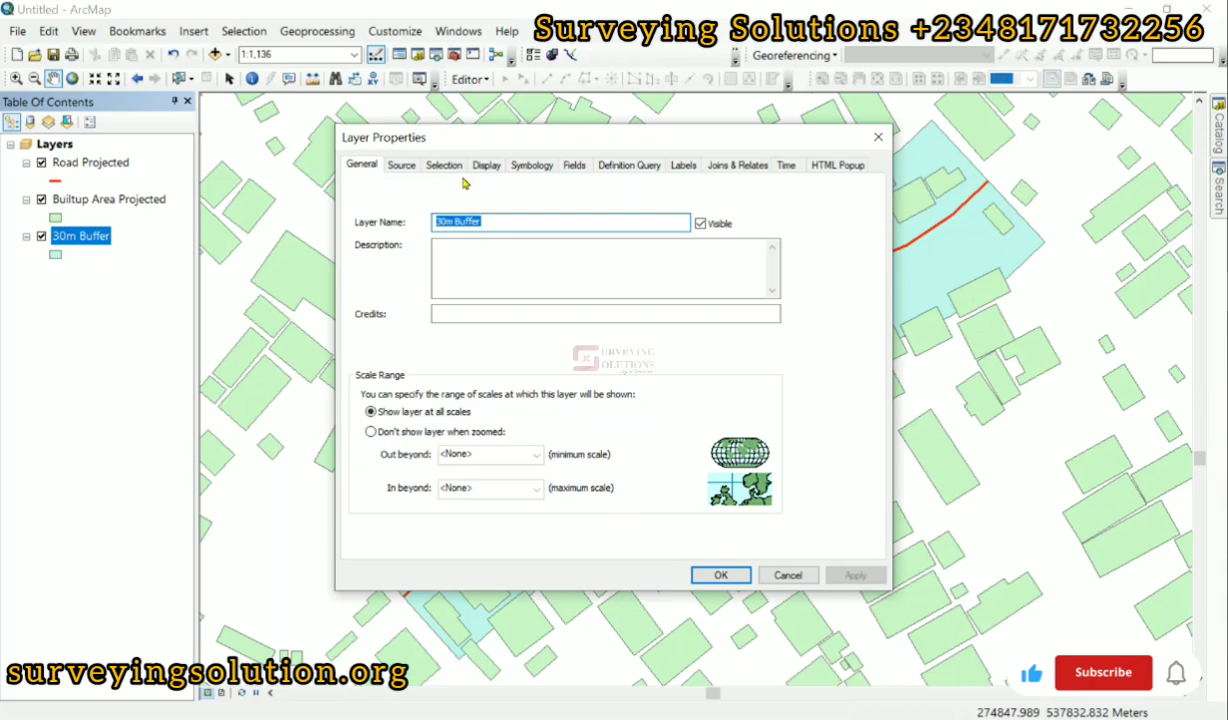 Untitled - ArcMap
File Edit View Bookmarks Insert Selection Geoprocessing Customize Windows Help
Surveying Solutions +2348171732256
1:1,136
Georeferencing
Editor
Table Of Contents
Layers
Road Projected
Builtup Area Projected
30m Buffer
Layer Properties
General Source Selection Display Symbology Fields Definition Query Labels Joins & Relates Time HTML Popup
Layer Name: 30m Buffer Visible
Description:
Credits:
SURVEYING
SOLUTIONS
Scale Range
You can specify the range of scales at which this layer will be shown:
Show layer at all scales
Don't show layer when zoomed:
Out beyond: <None> (minimum scale)
In beyond: <None> (maximum scale)
OK Cancel Apply
Catalog
Search
surveyingsolution.org
Subscribe
274847.989 537832.832 Meters